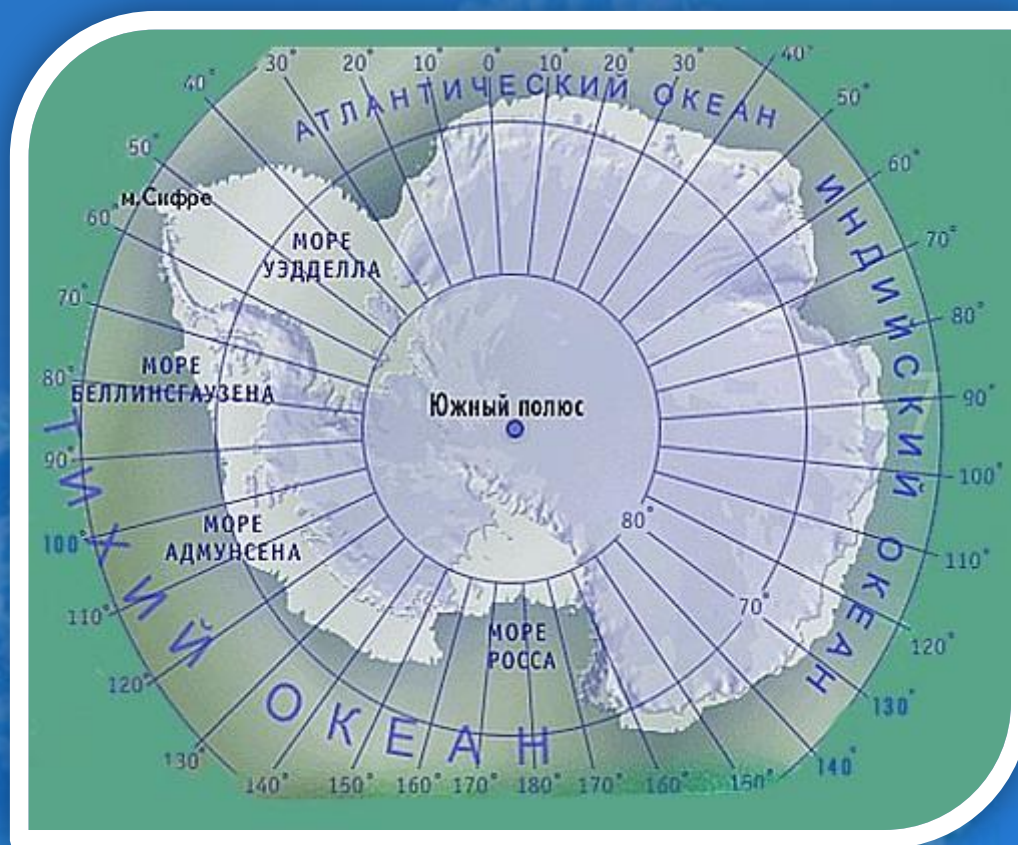 30° 20° 10° 0 10° 20° 30° 40°
40° 50°
АТЛАНТИЧЕСКИЙ ОКЕАН
50° 60°
м.Сифре
60° 70°
ИНДИЙСКИЙ ОКЕАН
МОРЕ
УЭДДЕЛЛА
70° 80°
МОРЕ
БЕЛЛИНСГАУЗЕНА
80° 90°
Южный полюс
90° 100°
ТИХИЙ ОКЕАН
МОРЕ
АДМУНСЕНА
80°
100° 110°
70°
110° 120°
МОРЕ
РОССА
120° 130°
130° 140° 150° 160° 170° 180° 170° 160° 150° 140°